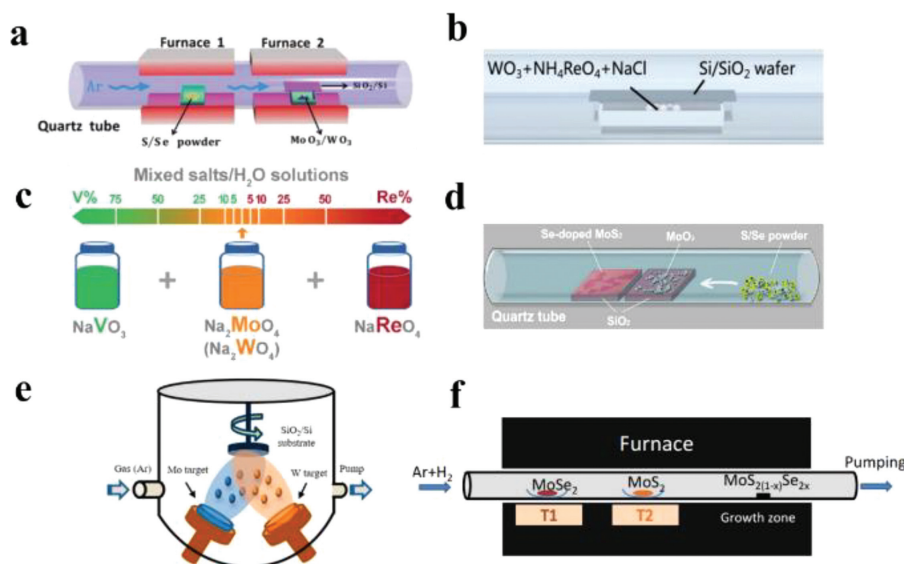 a
Furnace 1
Furnace 2
Ar
SiO₂/Si
Quartz tube
S/Se powder
MoO₃/WO₃
b
WO₃+NH₄ReO₄+NaCl
Si/SiO₂ wafer
c
Mixed salts/H₂O solutions
V%
75
50
25
10
5
5
10
25
50
Re%
+
+
NaVO₃
Na₂MoO₄
(Na₂WO₄)
NaReO₄
d
Se-doped MoS₂
MoO₃
S/Se powder
SiO₂
Quartz tube
e
SiO₂/Si
substrate
Gas (Ar)
Mo target
W target
Pump
f
Furnace
Ar+H₂
Pumping
MoSe₂
MoS₂
MoS₂₍₁₋ₓ₎Se₂ₓ
T1
T2
Growth zone